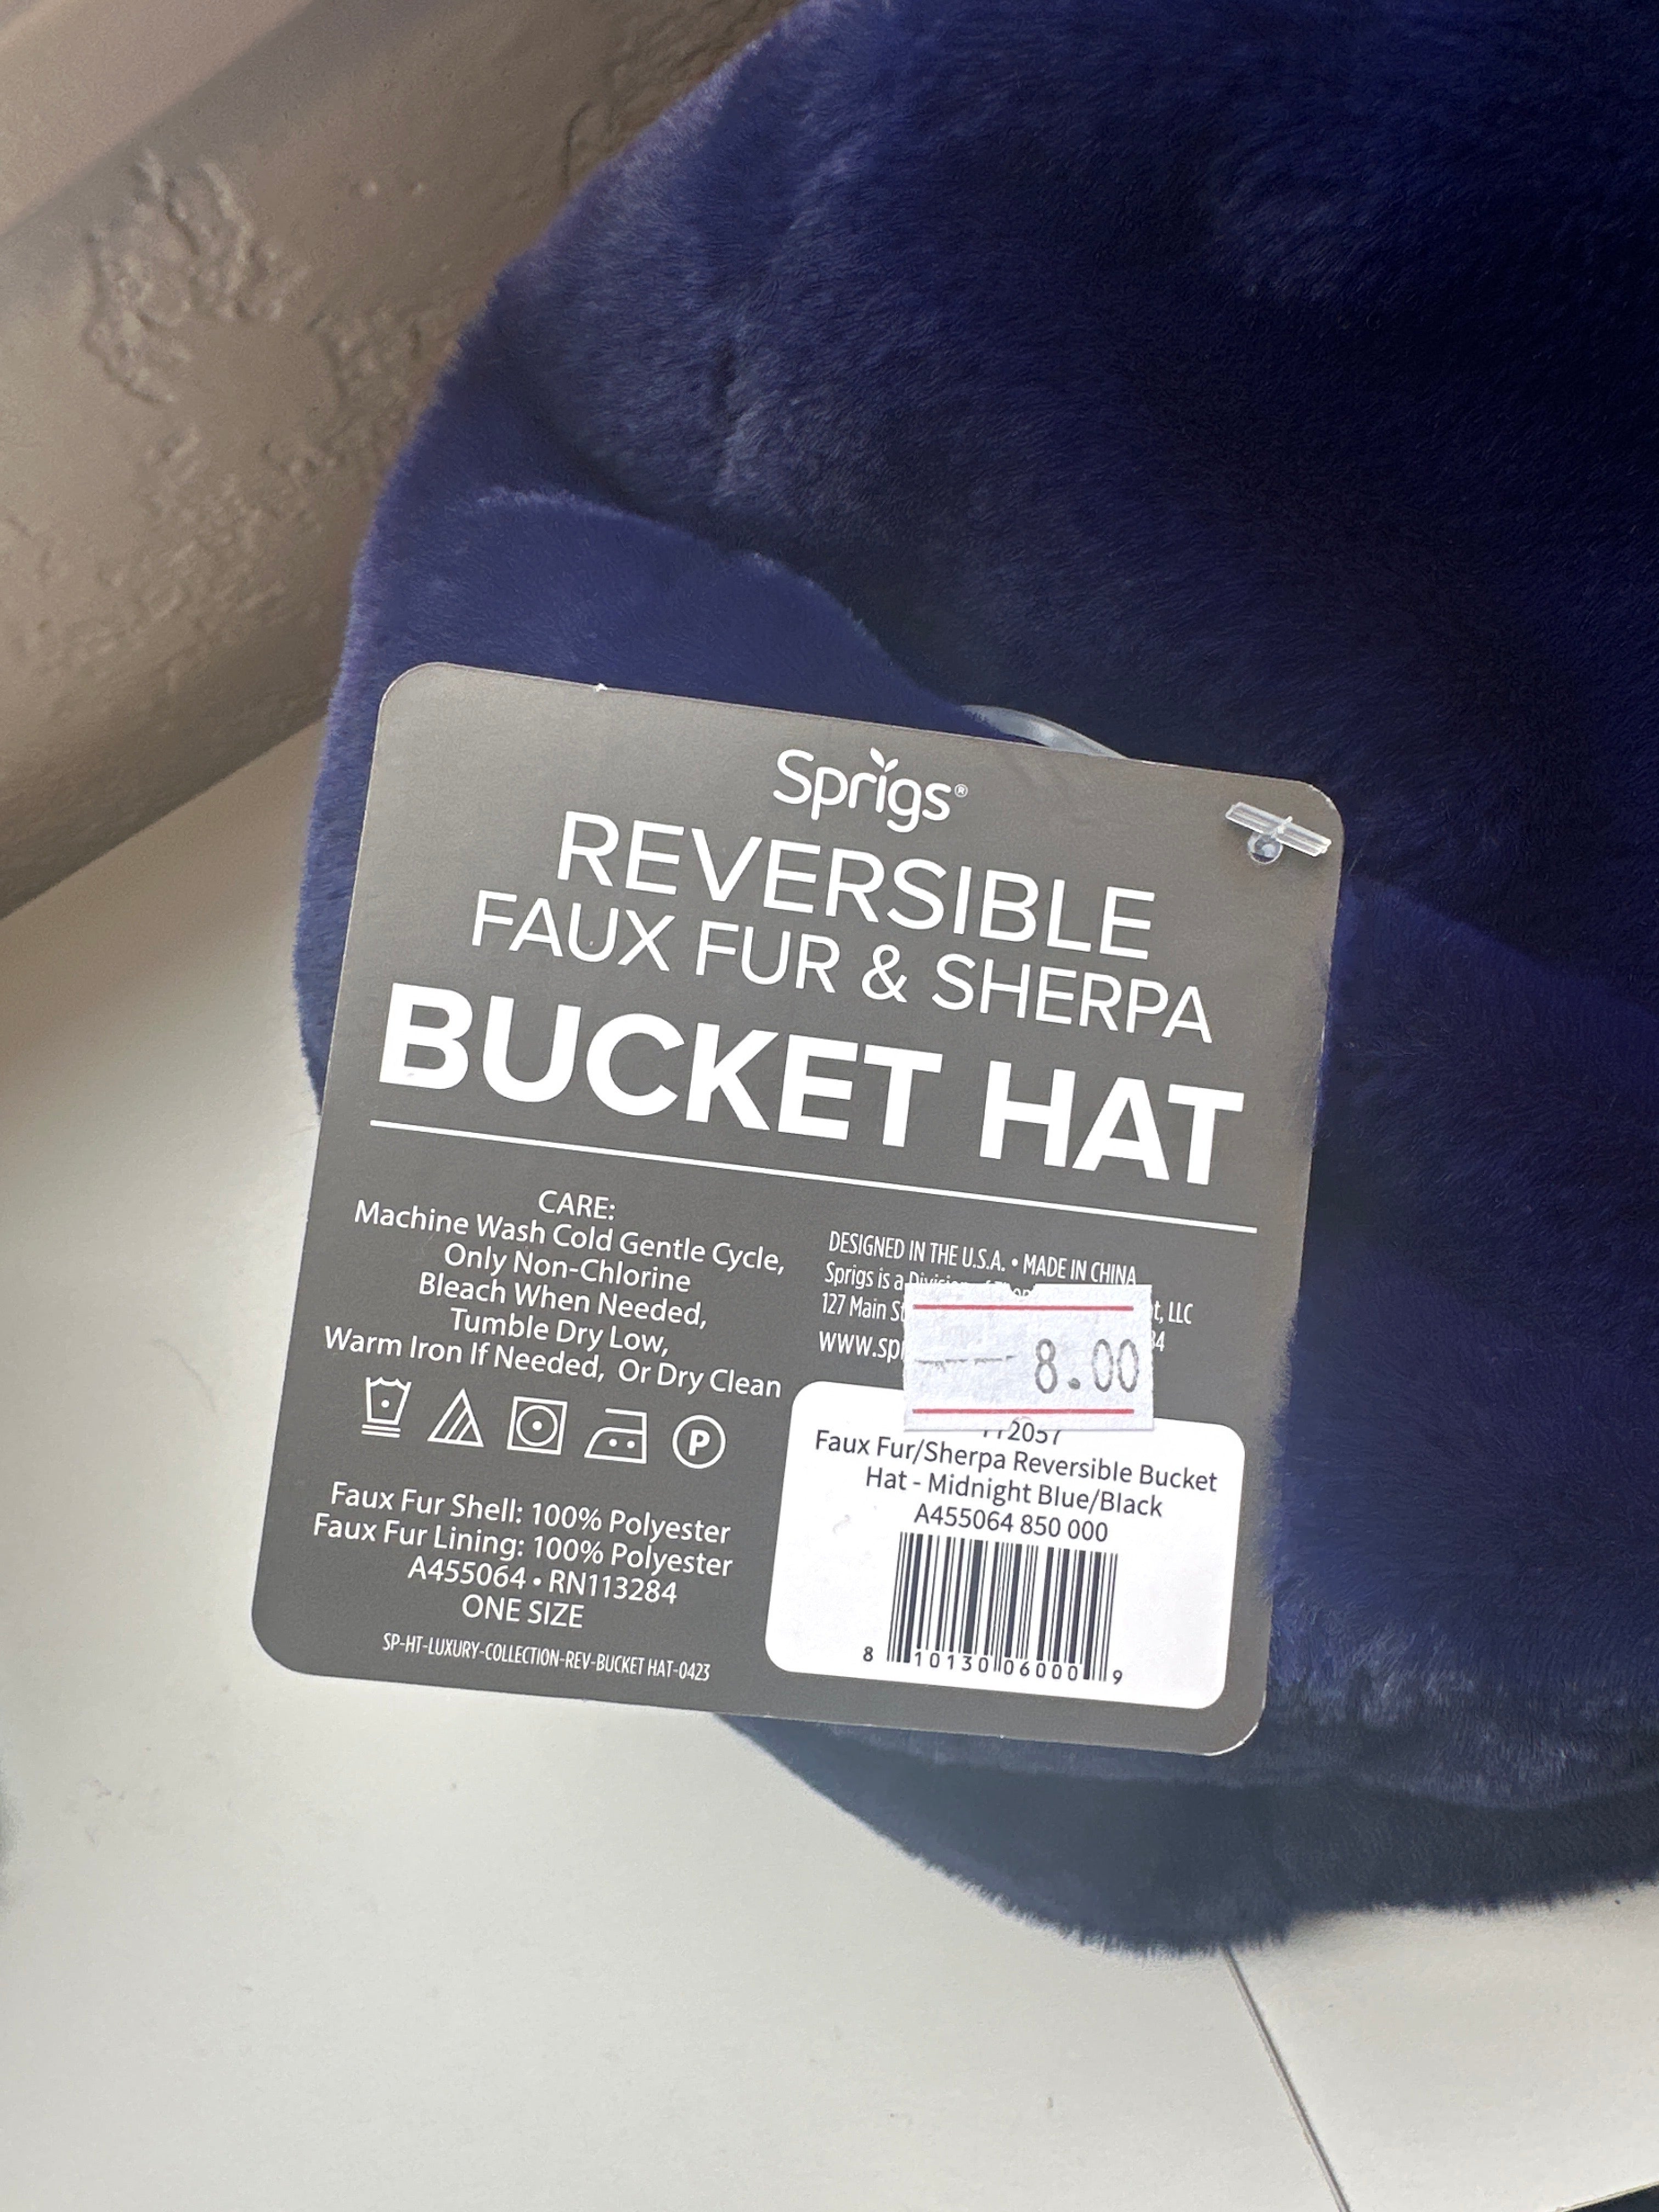 Sprigs®
REVERSIBLE
FAUX FUR & SHERPA
BUCKET HAT
CARE:
Machine Wash Cold Gentle Cycle,
Only Non-Chlorine
Bleach When Needed,
Tumble Dry Low,
Warm Iron If Needed, Or Dry Clean
P
Faux Fur Shell: 100% Polyester
Faux Fur Lining: 100% Polyester
A455064 • RN113284
ONE SIZE
SP-HT-LUXURY-COLLECTION-REV-BUCKET HAT-0423
DESIGNED IN THE U.S.A. • MADE IN CHINA
Sprigs is a LLC
127 Main
8.00
Faux Fur/Sherpa Reversible Bucket
Hat - Midnight Blue/Black
A455064 850 000
8 10130 06000 9